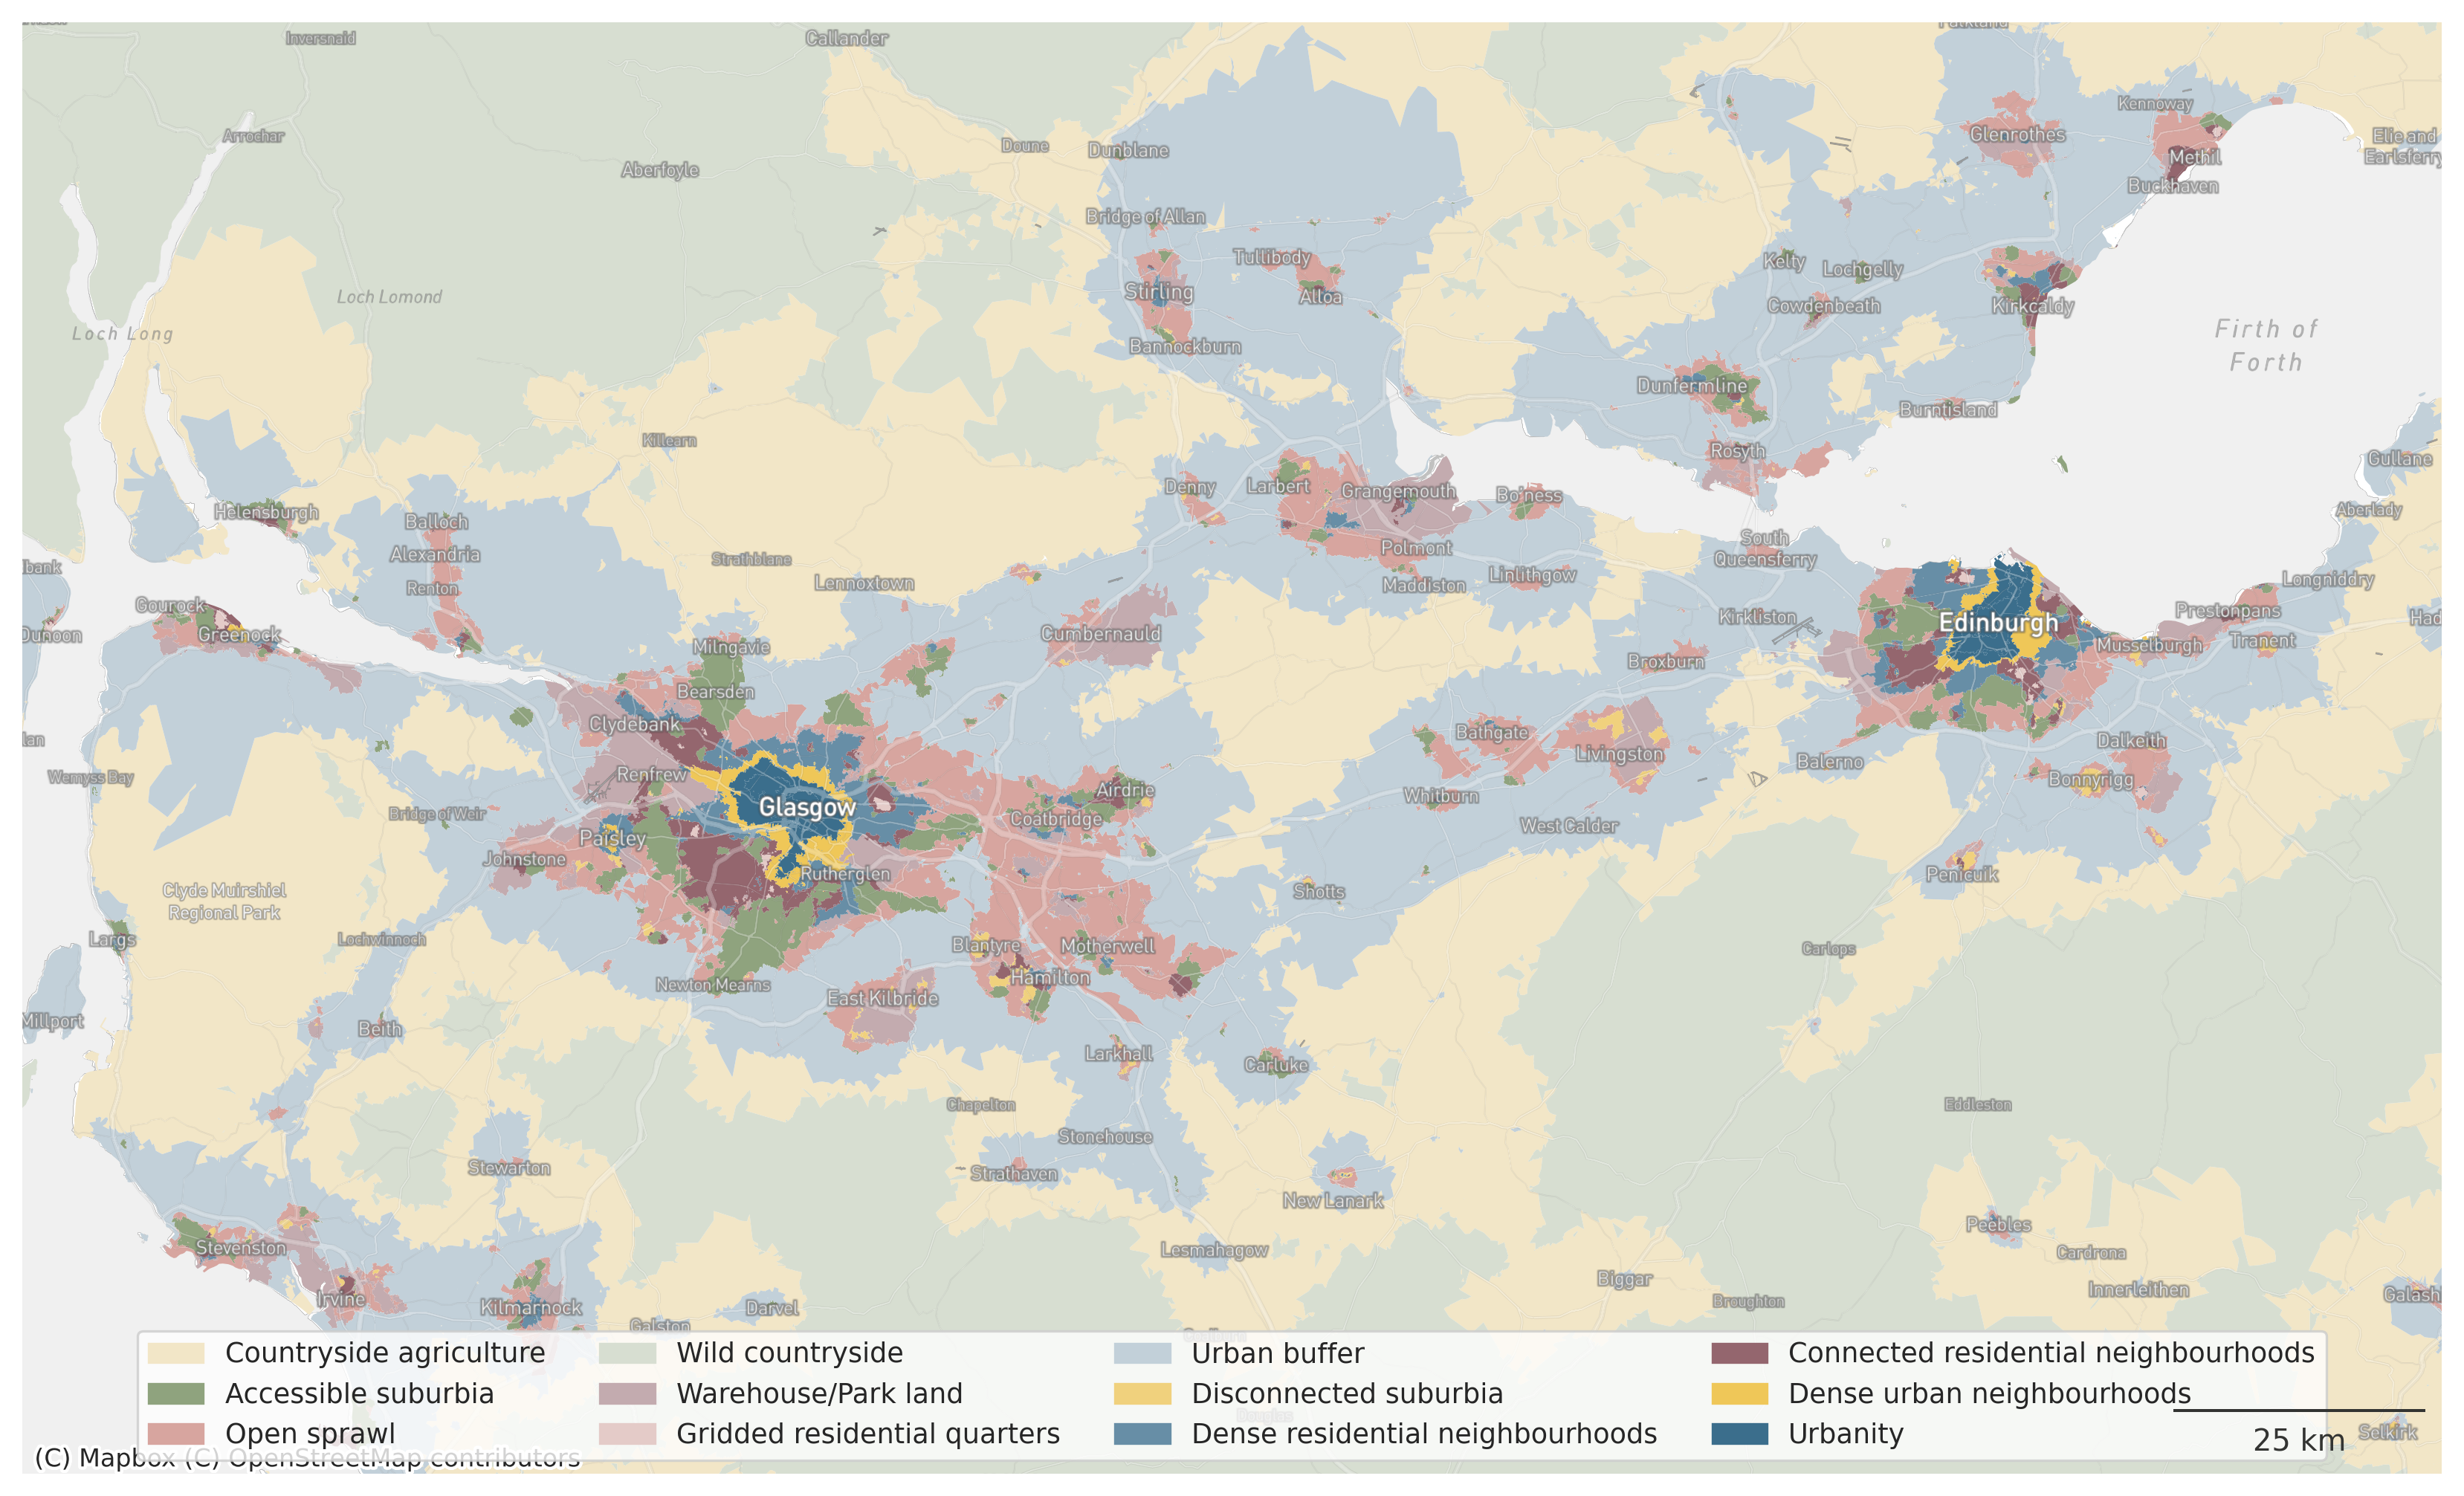 Inversnaid
Callander
Falkland
Arrochar
Aberfoyle
Doune
Dunblane
Glenrothes
Kennoway
Methil
Buckhaven
Elie and
Earlsferry
Bridge of Allan
Tullibody
Stirling
Alloa
Bannockburn
Kelty
Lochgelly
Cowdenbeath
Kirkcaldy
Loch Lomond
Loch Long
Firth of
Forth
Dunfermline
Burntisland
Rosyth
Killearn
Gullane
Helensburgh
Balloch
Alexandria
Renton
Strathblane
Lennoxtown
Denny
Larbert
Grangemouth
Bo'ness
Polmont
Maddiston
Linlithgow
South
Queensferry
Kirkliston
Aberlady
Longniddry
lbank
Dunoon
Gourock
Greenock
Milngavie
Bearsden
Cumbernauld
Broxburn
Edinburgh
Prestonpans
Tranent
Musselburgh
Had
lan
Wemyss Bay
Clydebank
Renfrew
Glasgow
Airdrie
Coatbridge
Bathgate
Livingston
Whitburn
West Calder
Balerno
Dalkeith
Bonnyrigg
Penicuik
Bridge of Weir
Paisley
Johnstone
Rutherglen
Shotts
Clyde Muirshiel
Regional Park
Largs
Lochwinnoch
Newton Mearns
Blantyre
Motherwell
Hamilton
East Kilbride
Carlops
Millport
Beith
Larkhall
Carluke
Chapelton
Eddleston
Stonehouse
Stewarton
Strathaven
New Lanark
Stevenston
Irvine
Kilmarnock
Galston
Darvel
Lesmahagow
Biggar
Broughton
Peebles
Cardrona
Innerleithen
Galash
Selkirk
Douglas
Countryside agriculture
Accessible suburbia
Open sprawl
Wild countryside
Warehouse/Park land
Gridded residential quarters
Urban buffer
Disconnected suburbia
Dense residential neighbourhoods
Connected residential neighbourhoods
Dense urban neighbourhoods
Urbanity
25 km
(C) Mapbox (C) OpenStreetMap contributors